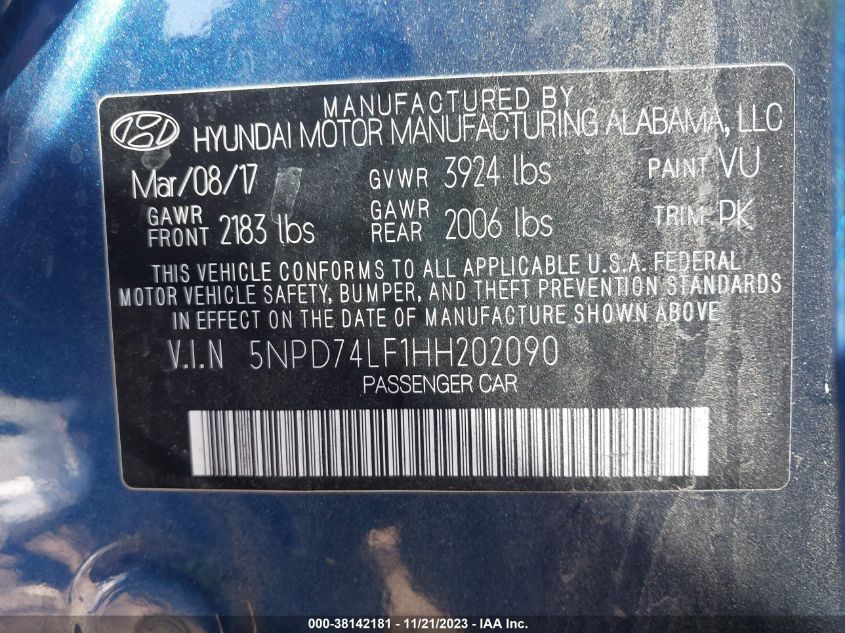 MANUFACTURED BY
HYUNDAI MOTOR MANUFACTURING ALABAMA, LLC
Mar/08/17 GVWR 3924 lbs PAINT VU
GAWR FRONT 2183 lbs GAWR REAR 2006 lbs TRIM PK
THIS VEHICLE CONFORMS TO ALL APPLICABLE U.S.A. FEDERAL
MOTOR VEHICLE SAFETY, BUMPER, AND THEFT PREVENTION STANDARDS
IN EFFECT ON THE DATE OF MANUFACTURE SHOWN ABOVE
V.I.N 5NPD74LF1HH202090
PASSENGER CAR
000-38142181 - 11/21/2023 - IAA Inc.